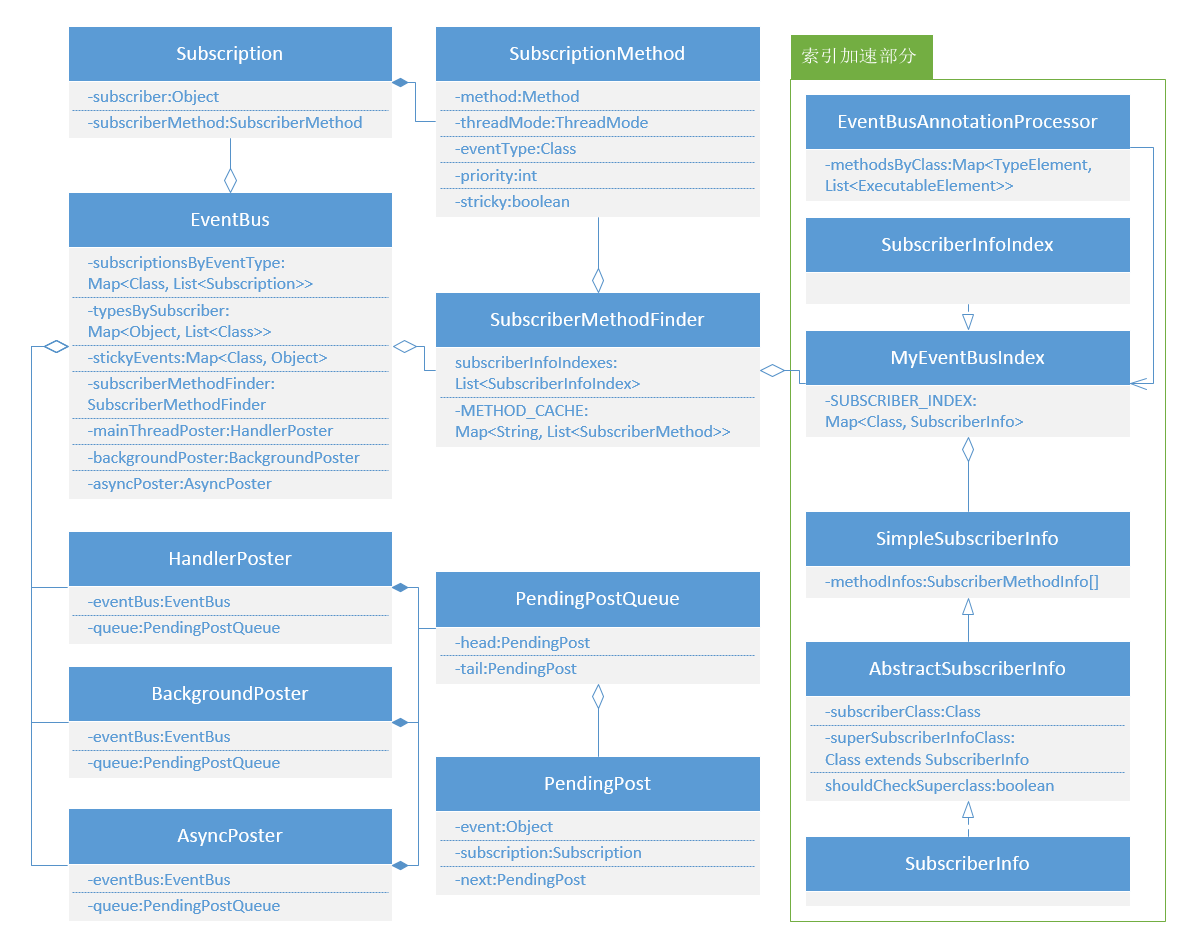 Subscription
-subscriber:Object
-subscriberMethod:SubscriberMethod
SubscriptionMethod
-method:Method
-threadMode:ThreadMode
-eventType:Class
-priority:int
-stricky:boolean
EventBus
-subscriptionsByEventType:
Map<Class, List<Subscription>>
-typesBySubscriber:
Map<Object, List<Class>>
-stickyEvents:Map<Class, Object>
-subscriberMethodFinder:
SubscriberMethodFinder
-mainThreadPoster:HandlerPoster
-backgroundPoster:BackgroundPoster
-asyncPoster:AsyncPoster
SubscriberMethodFinder
subscriberInfoIndexes:
List<SubscriberInfoIndex>
-METHOD_CACHE:
Map<String, List<SubscriberMethod>>
HandlerPoster
-eventBus:EventBus
-queue:PendingPostQueue
BackgroundPoster
-eventBus:EventBus
-queue:PendingPostQueue
AsyncPoster
-eventBus:EventBus
-queue:PendingPostQueue
PendingPostQueue
-head:PendingPost
-tail:PendingPost
PendingPost
-event:Object
-subscription:Subscription
-next:PendingPost
索引加速部分
EventBusAnnotationProcessor
-methodsByClass:Map<TypeElement,
List<ExecutableElement>>
SubscriberInfoIndex
MyEventBusIndex
-SUBSCRIBER_INDEX:
Map<Class, SubscriberInfo>
SimpleSubscriberInfo
-methodInfos:SubscriberMethodInfo[]
AbstractSubscriberInfo
-subscriberClass:Class
-superSubscriberInfoClass:
Class extends SubscriberInfo
shouldCheckSuperclass:boolean
SubscriberInfo